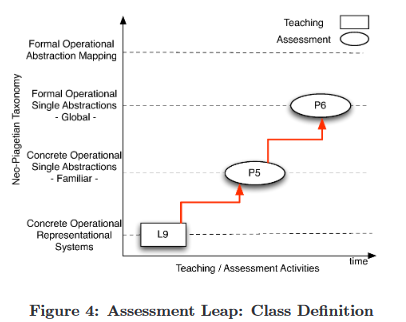 Teaching
Assessment
Neo-Piagetian Taxonomy
Formal Operational
Abstraction Mapping
Formal Operational
Single Abstractions
- Global -
P6
Concrete Operational
Single Abstractions
- Familiar -
P5
Concrete Operational
Representational
Systems
L9
time
Teaching / Assessment Activities
Figure 4: Assessment Leap: Class Definition